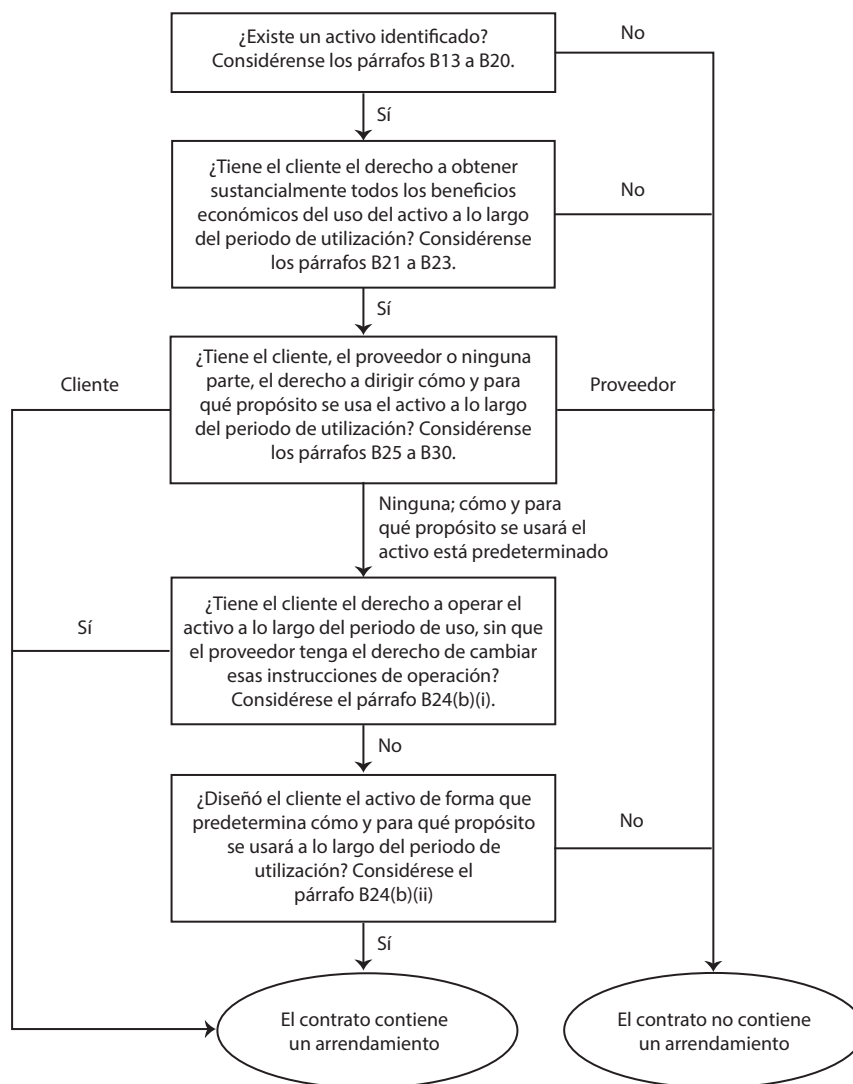 ¿Existe un activo identificado?
Considérense los párrafos B13 a B20.
No
Sí
¿Tiene el cliente el derecho a obtener
sustancialmente todos los beneficios
económicos del uso del activo a lo largo
del periodo de utilización? Considérense
los párrafos B21 a B23.
No
Sí
¿Tiene el cliente, el proveedor o ninguna
parte, el derecho a dirigir cómo y para
qué propósito se usa el activo a lo largo
del periodo de utilización? Considérense
los párrafos B25 a B30.
Cliente
Proveedor
Ninguna; cómo y para
qué propósito se usará el
activo está predeterminado
¿Tiene el cliente el derecho a operar el
activo a lo largo del periodo de uso, sin que
el proveedor tenga el derecho de cambiar
esas instrucciones de operación?
Considérese el párrafo B24(b)(i).
Sí
No
¿Diseñó el cliente el activo de forma que
predetermina cómo y para qué propósito
se usará a lo largo del periodo de
utilización? Considérese el
párrafo B24(b)(ii)
No
Sí
El contrato contiene
un arrendamiento
El contrato no contiene
un arrendamiento